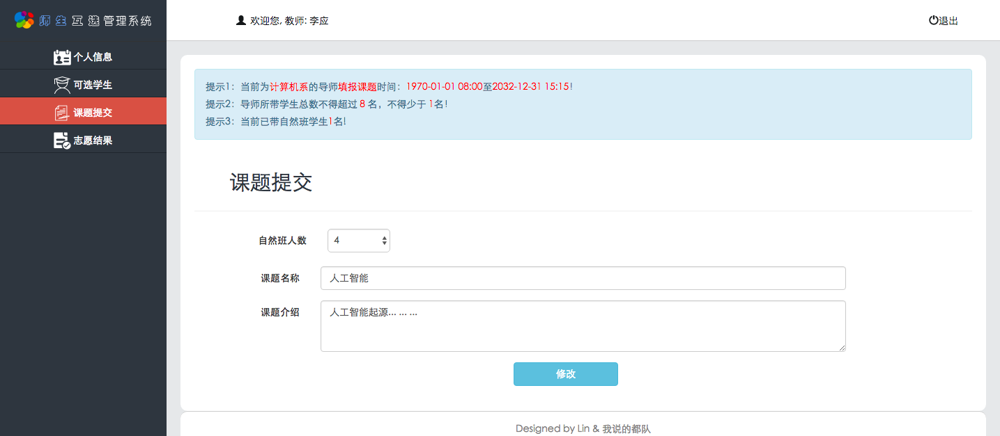 师生互选管理系统
欢迎您, 教师: 李应
退出
个人信息
可选学生
课题提交
志愿结果
提示1：当前为计算机系的导师填报课题时间：1970-01-01 08:00至2032-12-31 15:15!
提示2：导师所带学生总数不得超过 8 名，不得少于 1名!
提示3：当前已带自然班学生1名!
课题提交
自然班人数
4
课题名称
人工智能
课题介绍
人工智能起源... ... ...
修改
Designed by Lin & 我说的都队